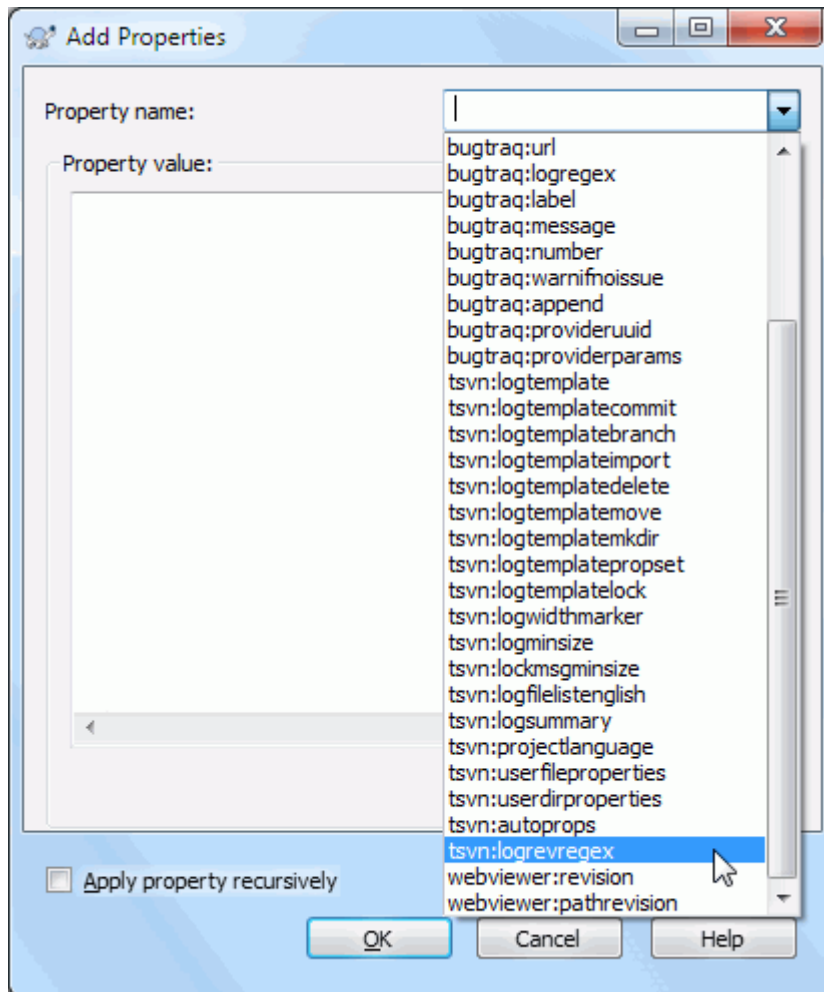 Add Properties
Property name:
Property value:
bugtraq:url
bugtraq:logregex
bugtraq:label
bugtraq:message
bugtraq:number
bugtraq:warnifnoissue
bugtraq:append
bugtraq:provideruuid
bugtraq:providerparams
tsvn:logtemplate
tsvn:logtemplatecommit
tsvn:logtemplatebranch
tsvn:logtemplateimport
tsvn:logtemplatedelete
tsvn:logtemplatemove
tsvn:logtemplatemkdir
tsvn:logtemplatepropset
tsvn:logtemplatelock
tsvn:logwidthmarker
tsvn:logminsize
tsvn:lockmsgminsize
tsvn:logfilelistenglish
tsvn:logsummary
tsvn:projectlanguage
tsvn:userfileproperties
tsvn:userdirproperties
tsvn:autoprops
tsvn:logrevregex
webviewer:revision
webviewer:pathrevision
Apply property recursively
OK Cancel Help